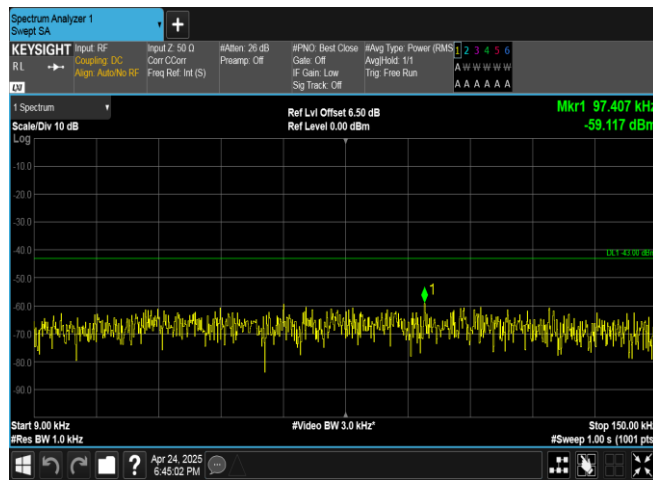 Spectrum Analyzer 1
Swept SA
KEYSIGHT
R L
LXI
Input: RF
Coupling: DC
Align: Auto/No RF
Input Z: 50 Ω
Corr CCorr
Freq Ref: Int (S)
#Atten: 26 dB
Preamp: Off
#PNO: Best Close
Gate: Off
IF Gain: Low
Sig Track: Off
#Avg Type: Power (RMS
Avg|Hold: 1/1
Trig: Free Run
1 2 3 4 5 6
A W W W W W
A A A A A A
1 Spectrum
Scale/Div 10 dB
Log
Ref Lvl Offset 6.50 dB
Ref Level 0.00 dBm
Mkr1 97.407 kHz
-59.117 dBm
-10.0
-20.0
-30.0
-40.0
DL1 -43.00 dBm
-50.0
1
-60.0
-70.0
-80.0
-90.0
Start 9.00 kHz
#Video BW 3.0 kHz*
Stop 150.00 kHz
#Res BW 1.0 kHz
#Sweep 1.00 s (1001 pts
?
Apr 24, 2025
6:45:02 PM